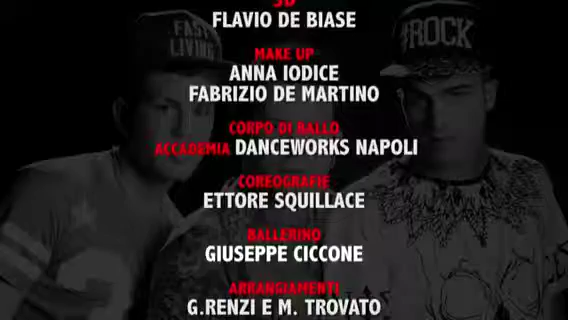 3D
FLAVIO DE BIASE
MAKE UP
ANNA IODICE
FABRIZIO DE MARTINO
CORPO DI BALLO
ACCADEMIA DANCEWORKS NAPOLI
COREOGRAFIE
ETTORE SQUILLACE
BALLERINO
GIUSEPPE CICCONE
ARRANGIAMENTI
G.RENZI E M. TROVATO
FAST
LIVING
#ROCK